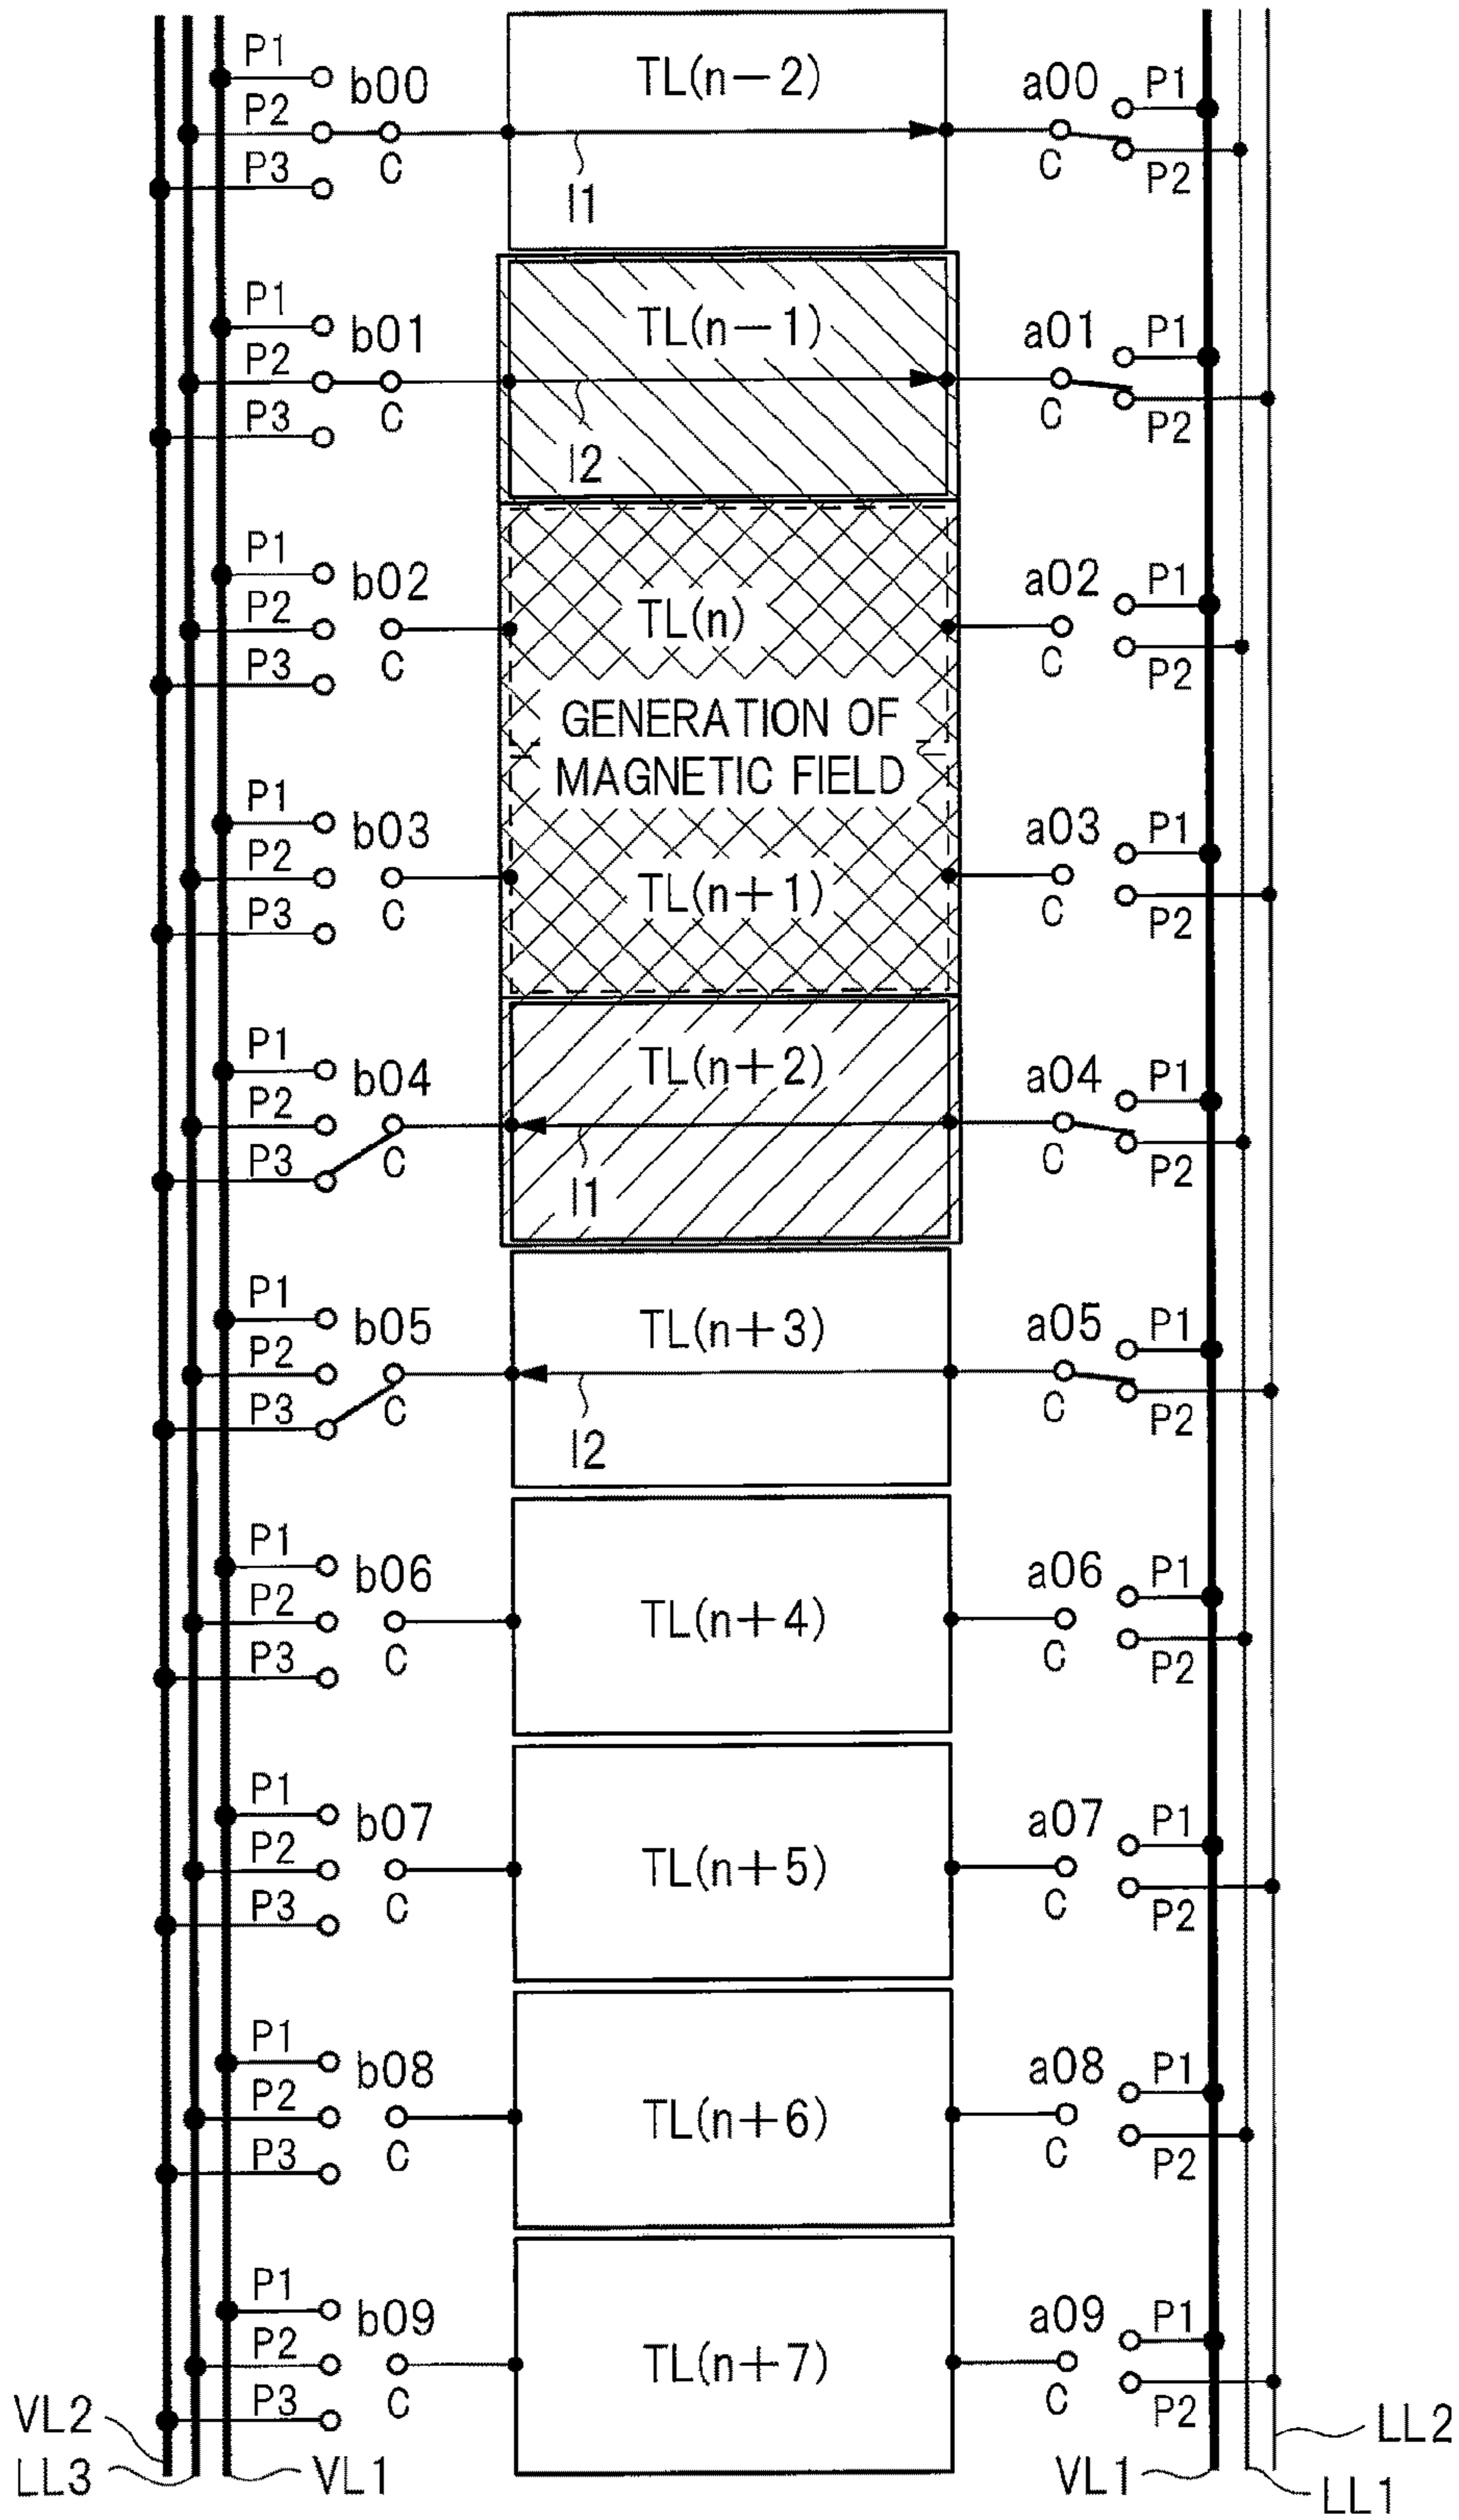 P1
b00
TL(n−2)
a00
P1
P2
C
C
P2
P3
I1
P1
b01
TL(n−1)
a01
P1
P2
C
C
P2
P3
I2
P1
b02
TL(n)
a02
P1
P2
C
C
P2
P3
GENERATION OF
MAGNETIC FIELD
P1
b03
TL(n+1)
a03
P1
P2
C
C
P2
P3
P1
b04
TL(n+2)
a04
P1
P2
C
C
P2
P3
I1
P1
b05
TL(n+3)
a05
P1
P2
C
C
P2
P3
I2
P1
b06
TL(n+4)
a06
P1
P2
C
C
P2
P3
P1
b07
TL(n+5)
a07
P1
P2
C
C
P2
P3
P1
b08
TL(n+6)
a08
P1
P2
C
C
P2
P3
P1
b09
TL(n+7)
a09
P1
P2
C
C
P2
P3
VL2
LL3
VL1
VL1
LL1
LL2